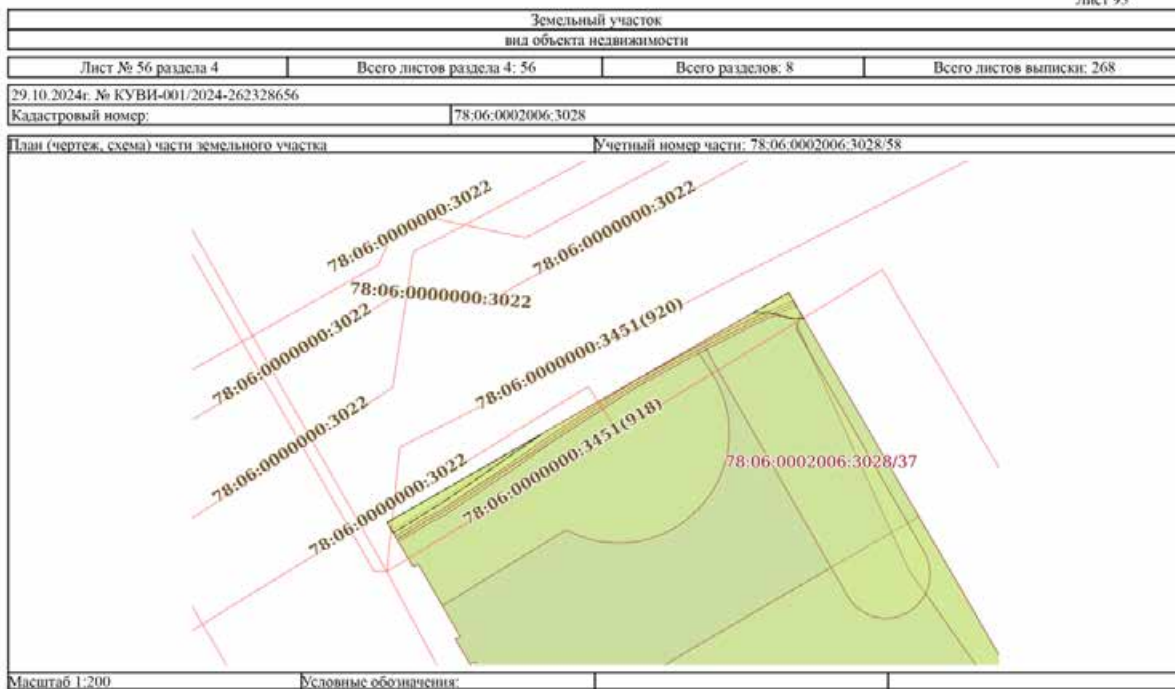 Лист 95
Земельный участок
вид объекта недвижимости
Лист № 56 раздела 4 Всего листов раздела 4: 56 Всего разделов: 8 Всего листов выписки: 268
29.10.2024г. № КУВИ-001/2024-262328656
Кадастровый номер: 78:06:0002006:3028
План (чертеж, схема) части земельного участка Учетный номер части: 78:06:0002006:3028/58
78:06:0000000:3022
78:06:0000000:3022
78:06:0000000:3022
78:06:0000000:3022
78:06:0000000:3451(920)
78:06:0000000:3022
78:06:0000000:3451(918)
78:06:0002006:3028/37
78:06:0000000:3022
Масштаб 1:200 Условные обозначения: